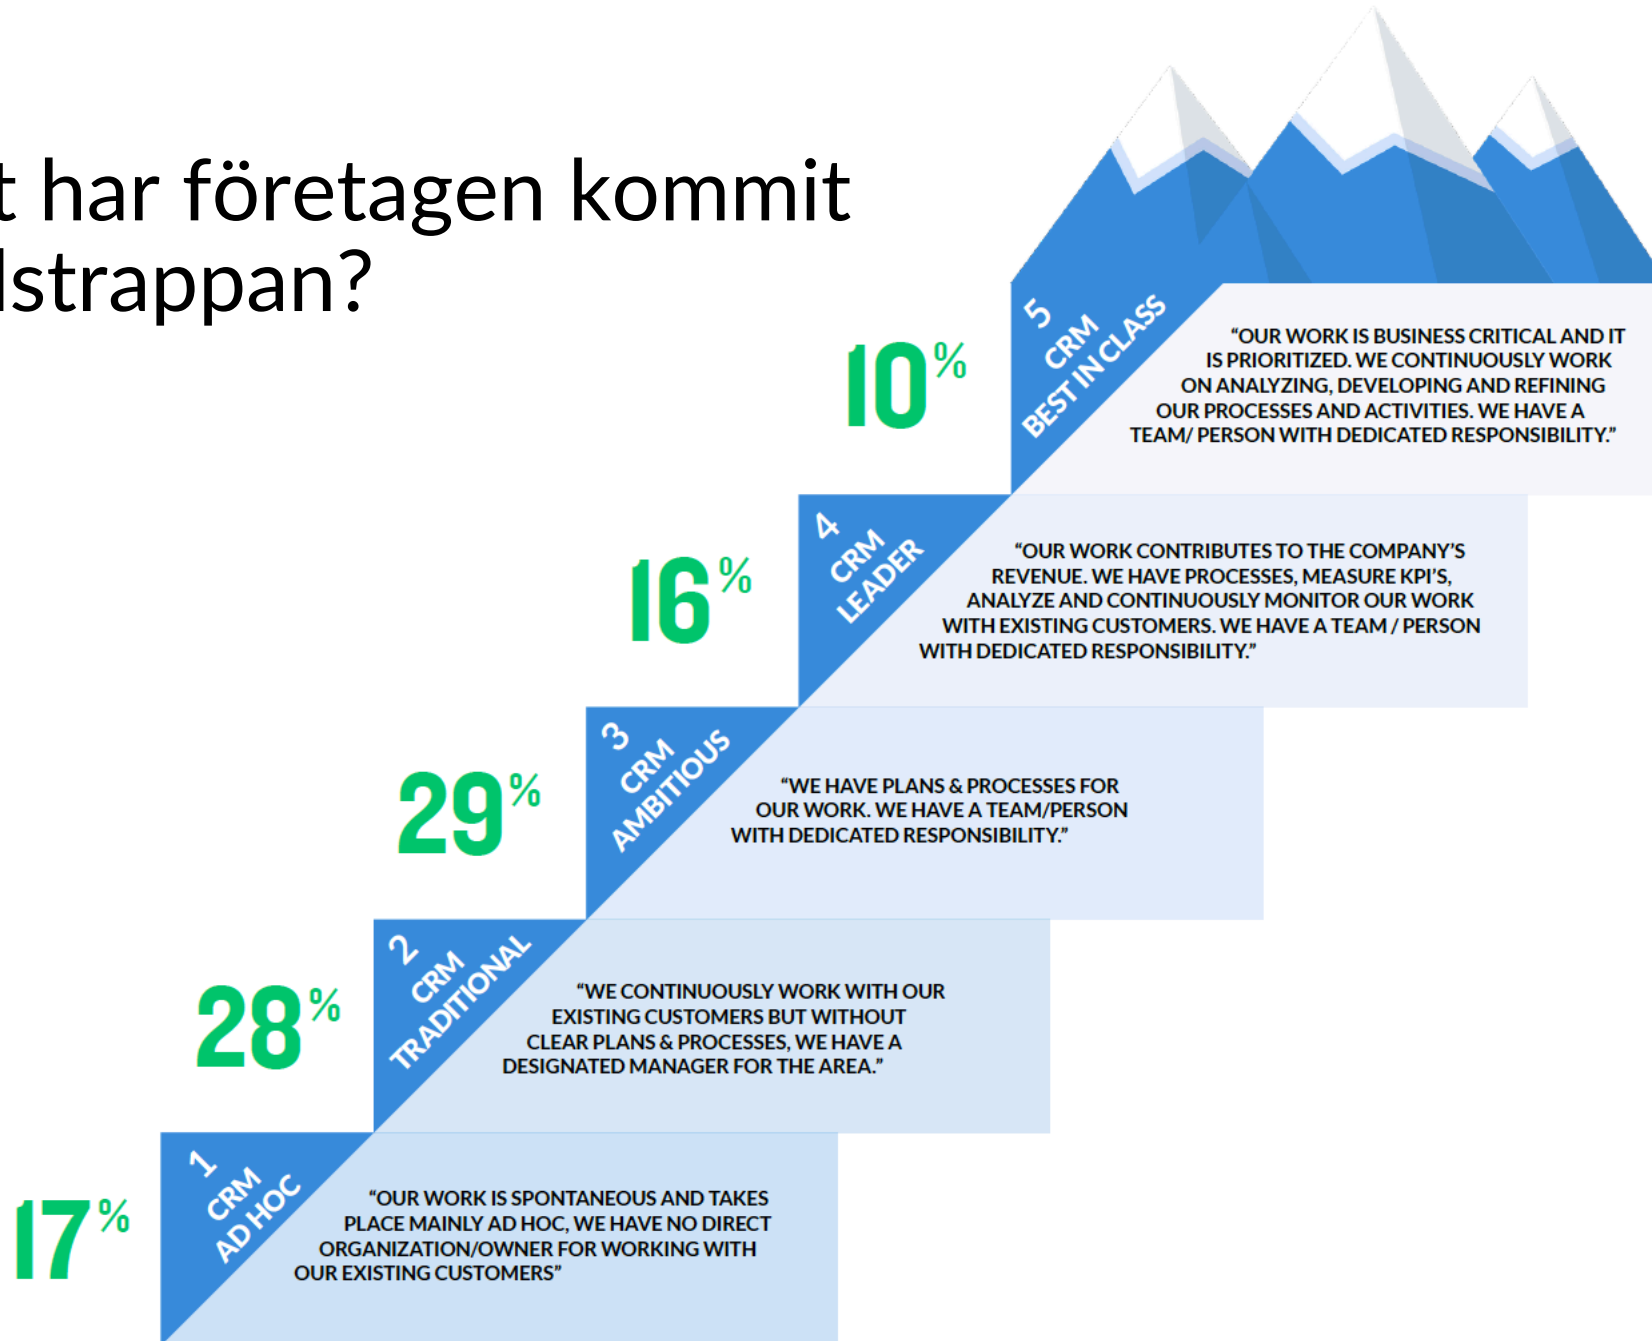 har företagen kommit
10%
5
CRM
BEST IN CLASS
“OUR WORK IS BUSINESS CRITICAL AND IT
IS PRIORITIZED. WE CONTINUOUSLY WORK
ON ANALYZING, DEVELOPING AND REFINING
OUR PROCESSES AND ACTIVITIES. WE HAVE A
TEAM/ PERSON WITH DEDICATED RESPONSIBILITY.”
16%
4
CRM
LEADER
“OUR WORK CONTRIBUTES TO THE COMPANY’S
REVENUE. WE HAVE PROCESSES, MEASURE KPI’S,
ANALYZE AND CONTINUOUSLY MONITOR OUR WORK
WITH EXISTING CUSTOMERS. WE HAVE A TEAM / PERSON
WITH DEDICATED RESPONSIBILITY.”
29%
3
CRM
AMBITIOUS
“WE HAVE PLANS & PROCESSES FOR
OUR WORK. WE HAVE A TEAM/PERSON
WITH DEDICATED RESPONSIBILITY.”
28%
2
CRM
TRADITIONAL
“WE CONTINUOUSLY WORK WITH OUR
EXISTING CUSTOMERS BUT WITHOUT
CLEAR PLANS & PROCESSES, WE HAVE A
DESIGNATED MANAGER FOR THE AREA.”
17%
1
CRM
AD HOC
“OUR WORK IS SPONTANEOUS AND TAKES
PLACE MAINLY AD HOC, WE HAVE NO DIRECT
ORGANIZATION/OWNER FOR WORKING WITH
OUR EXISTING CUSTOMERS”